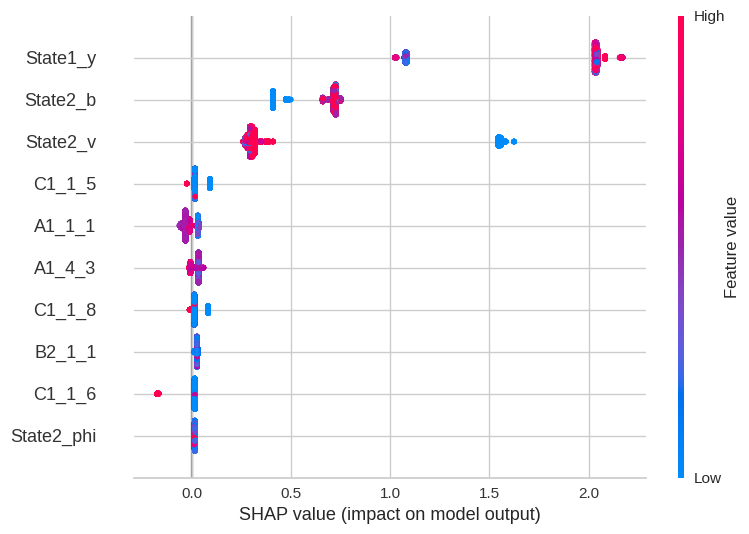 High
State1_y
State2_b
State2_v
C1_1_5
A1_1_1
A1_4_3
C1_1_8
B2_1_1
C1_1_6
State2_phi
Feature value
Low
0.0 0.5 1.0 1.5 2.0
SHAP value (impact on model output)